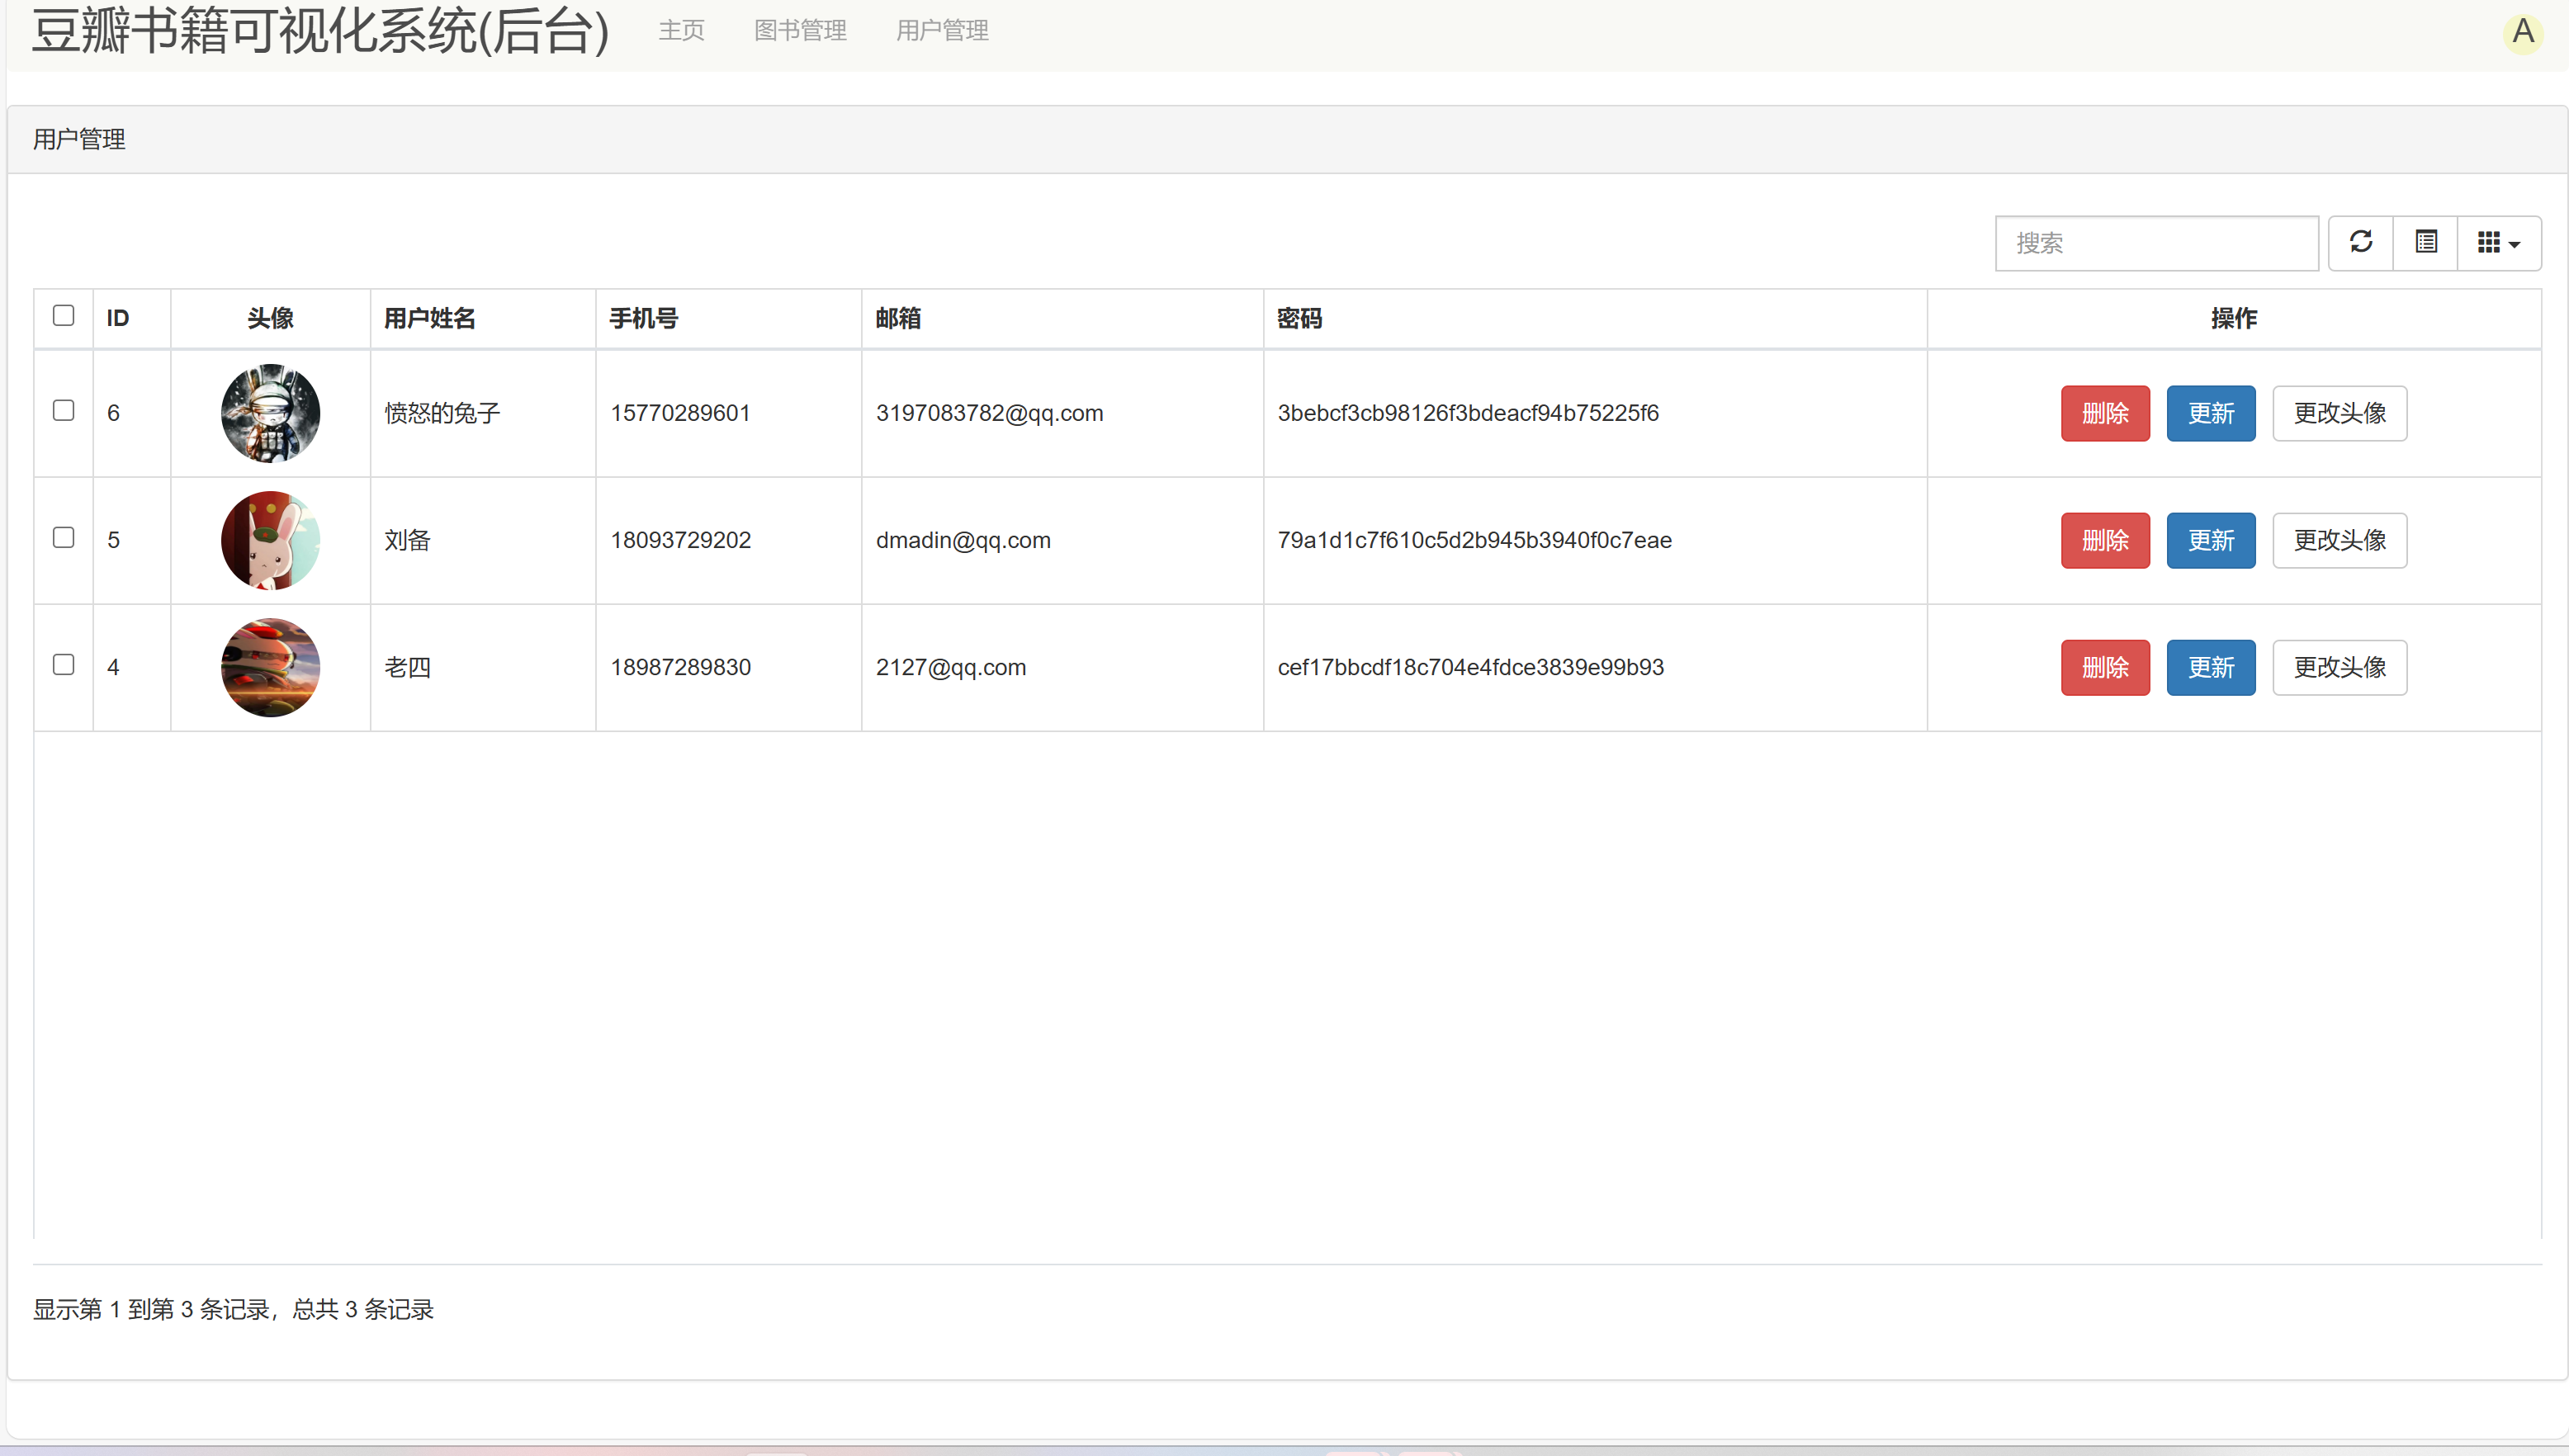 豆瓣书籍可视化系统(后台) 主页 图书管理 用户管理 A
用户管理
搜索
ID 头像 用户姓名 手机号 邮箱 密码 操作
6 愤怒的兔子 15770289601 3197083782@qq.com 3bebcf3cb98126f3bdeacf94b75225f6 删除 更新 更改头像
5 刘备 18093729202 dmadin@qq.com 79a1d1c7f610c5d2b945b3940f0c7eae 删除 更新 更改头像
4 老四 18987289830 2127@qq.com cef17bbcdf18c704e4fdce3839e99b93 删除 更新 更改头像
显示第 1 到第 3 条记录，总共 3 条记录